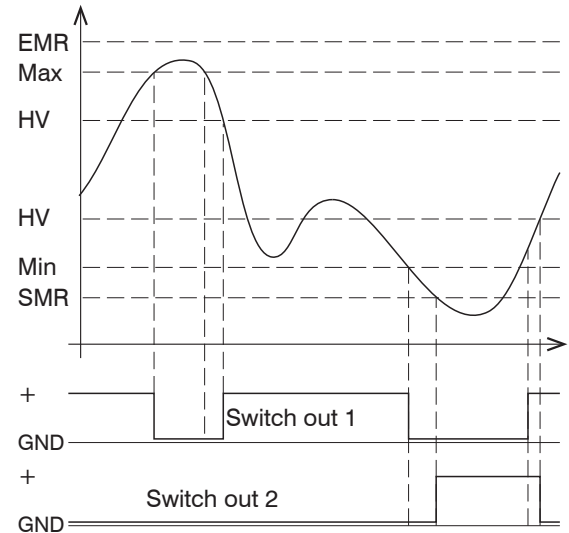 EMR
Max
HV
HV
Min
SMR
+
Switch out 1
GND
+
Switch out 2
GND